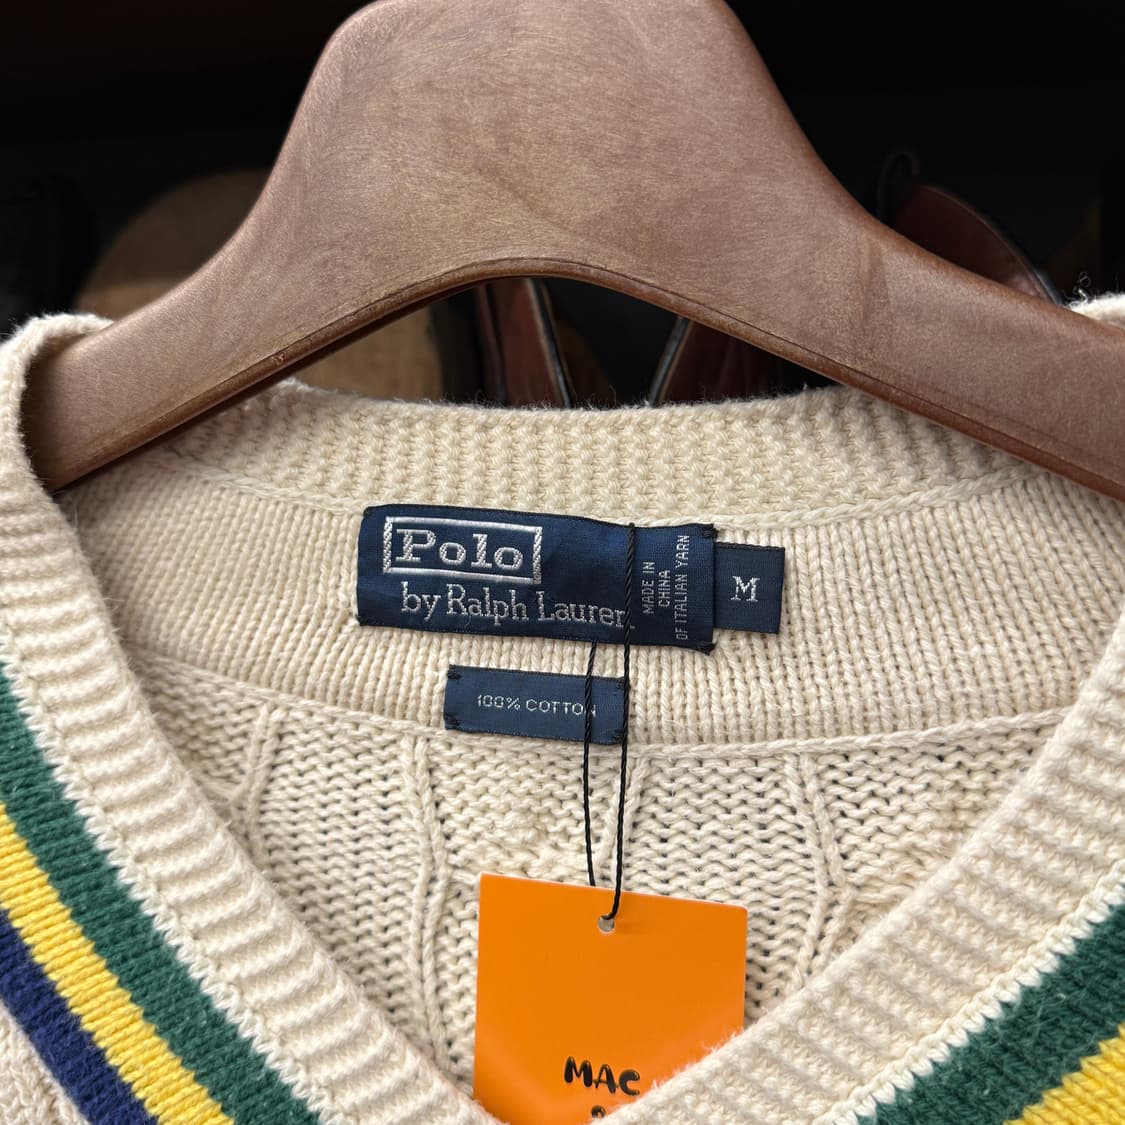 Polo
by Ralph Lauren
MADE IN
CHINA
OF ITALIAN YARN
M
100% COTTON
MAC